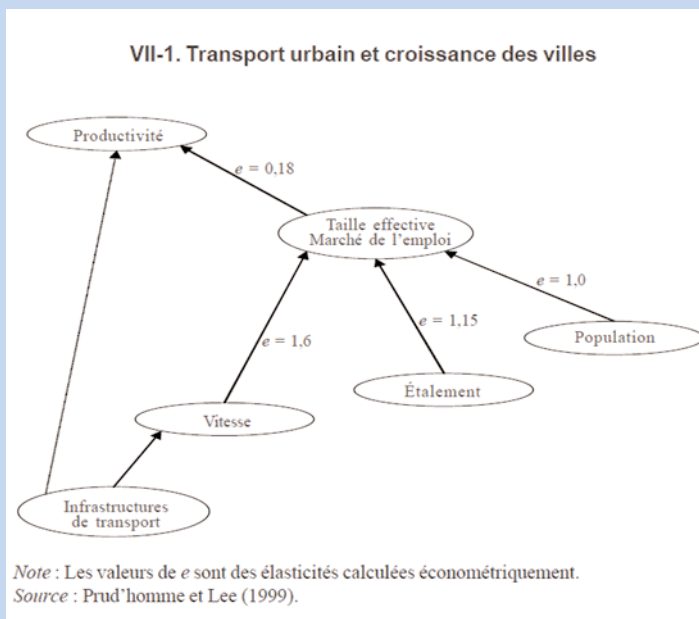 VII-1. Transport urbain et croissance des villes
Productivité
e = 0,18
Taille effective
Marché de l'emploi
e = 1,0
e = 1,15
Population
e = 1,6
Étalement
Vitesse
Infrastructures
de transport
Note : Les valeurs de e sont des élasticités calculées économétriquement.
Source : Prud'homme et Lee (1999).